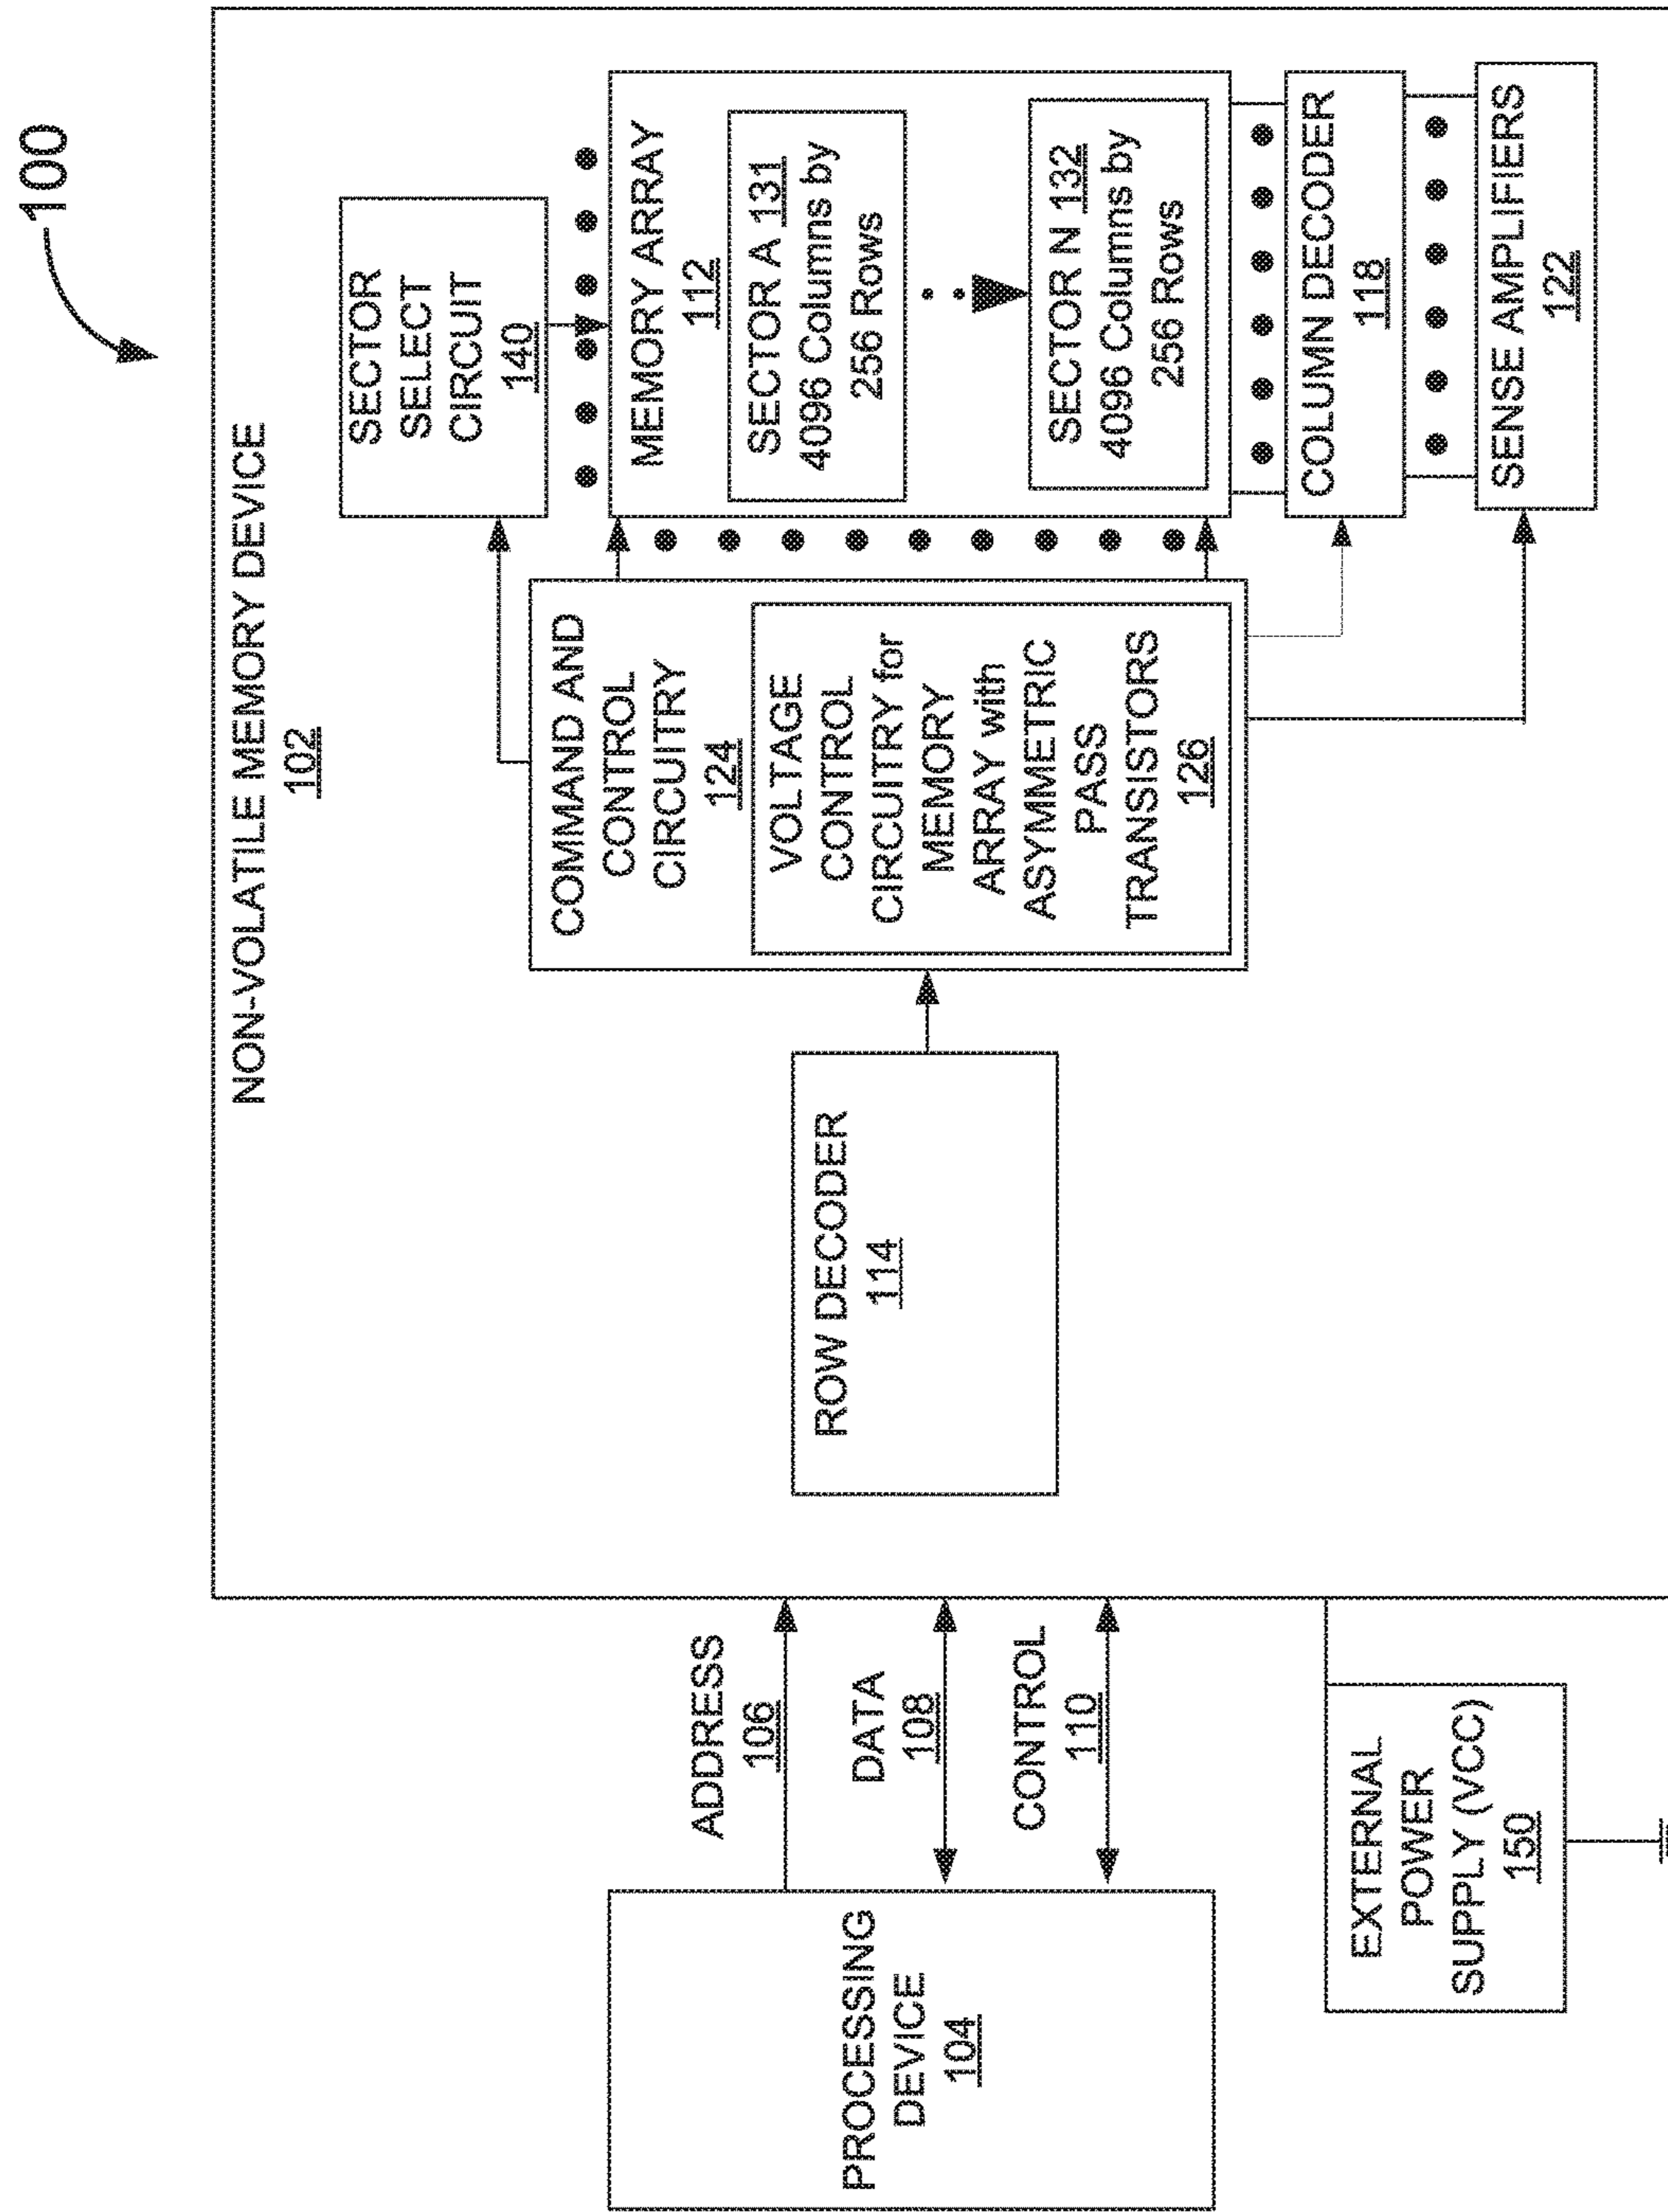 100
NON-VOLATILE MEMORY DEVICE
102
PROCESSING
DEVICE
104
ADDRESS
106
DATA
108
CONTROL
110
EXTERNAL
POWER
SUPPLY (VCC)
150
ROW DECODER
114
COMMAND AND
CONTROL
CIRCUITRY
124
VOLTAGE
CONTROL
CIRCUITRY for
MEMORY
ARRAY with
ASYMMETRIC
PASS
TRANSISTORS
126
SECTOR
SELECT
CIRCUIT
140
MEMORY ARRAY
112
SECTOR A 131
4096 Columns by
256 Rows
SECTOR N 132
4096 Columns by
256 Rows
COLUMN DECODER
118
SENSE AMPLIFIERS
122